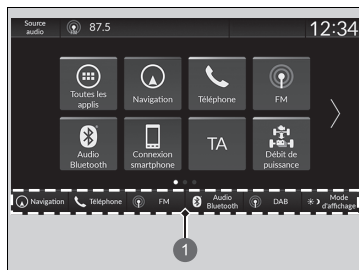 Source audio 87.5 12:34
Toutes les applis Navigation Téléphone FM
Audio Bluetooth Connexion smartphone TA Débit de puissance
Navigation Téléphone FM Audio Bluetooth DAB Mode d'affichage
1